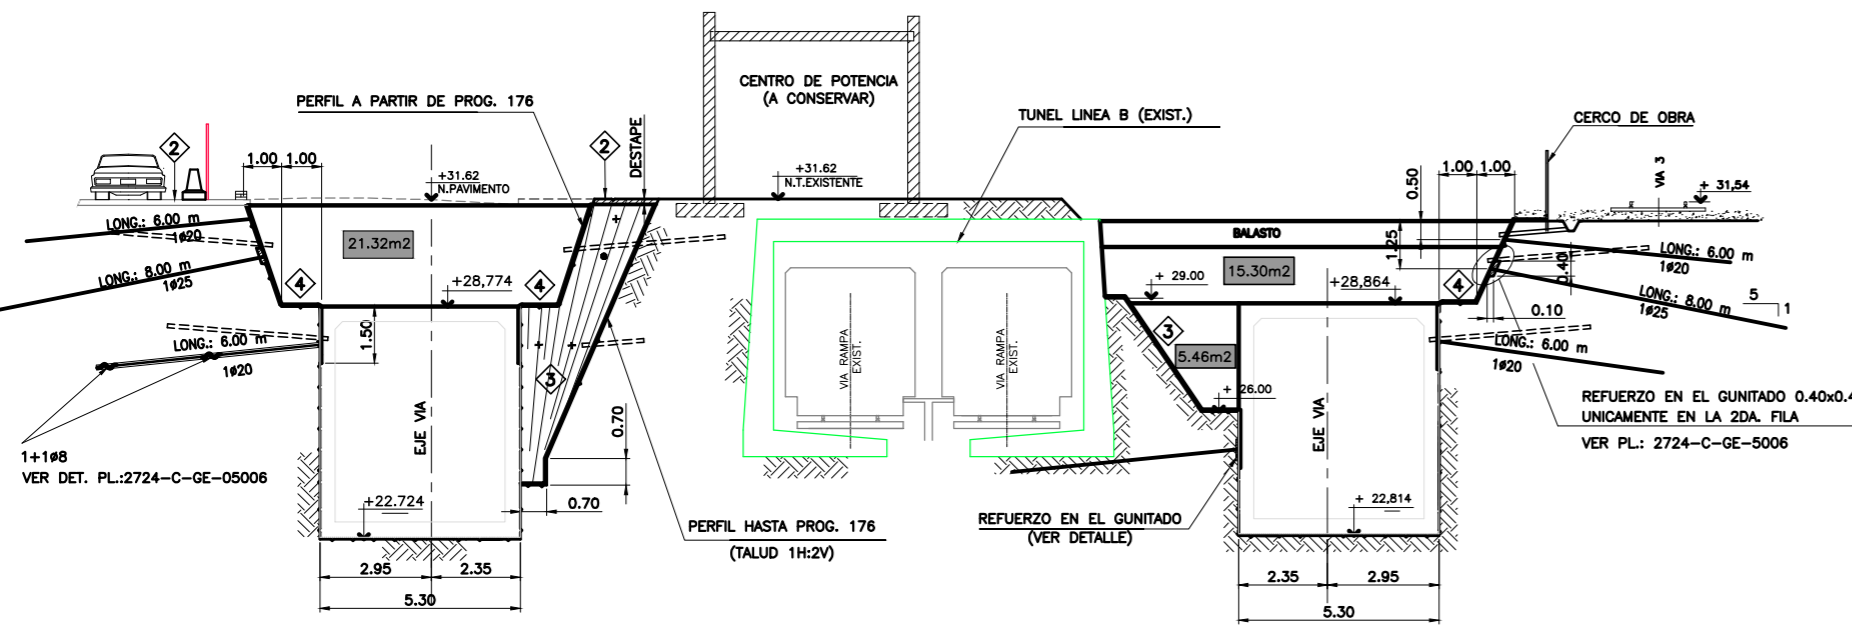 CENTRO DE POTENCIA
(A CONSERVAR)
PERFIL A PARTIR DE PROG. 176
TUNEL LINEA B (EXIST.)
CERCO DE OBRA
DESTAPE
2
2
1.00
1.00
+31.62
N.PAVIMENTO
+31.62
N.T.EXISTENTE
0.50
1.00
1.00
VIA 3
+ 31,54
LONG.: 6.00 m
1ø20
21.32m2
BALASTO
1.25
LONG.: 6.00 m
1ø20
LONG.: 8.00 m
1ø25
4
+28,774
4
15.30m2
+ 29.00
+28,864
4
0.40
LONG.: 8.00 m
1ø25
5
1
0.10
1.50
LONG.: 6.00 m
1ø20
3
3
5.46m2
LONG.: 6.00 m
1ø20
VIA RAMPA
EXIST.
VIA RAMPA
EXIST.
+ 26.00
EJE VIA
EJE VIA
0.70
0.70
REFUERZO EN EL GUNITADO 0.40x0.4
UNICAMENTE EN LA 2DA. FILA
VER PL.: 2724-C-GE-5006
1+1ø8
VER DET. PL.:2724-C-GE-05006
+22.724
+ 22,814
PERFIL HASTA PROG. 176
(TALUD 1H:2V)
REFUERZO EN EL GUNITADO
(VER DETALLE)
2.95
2.35
5.30
2.35
2.95
5.30